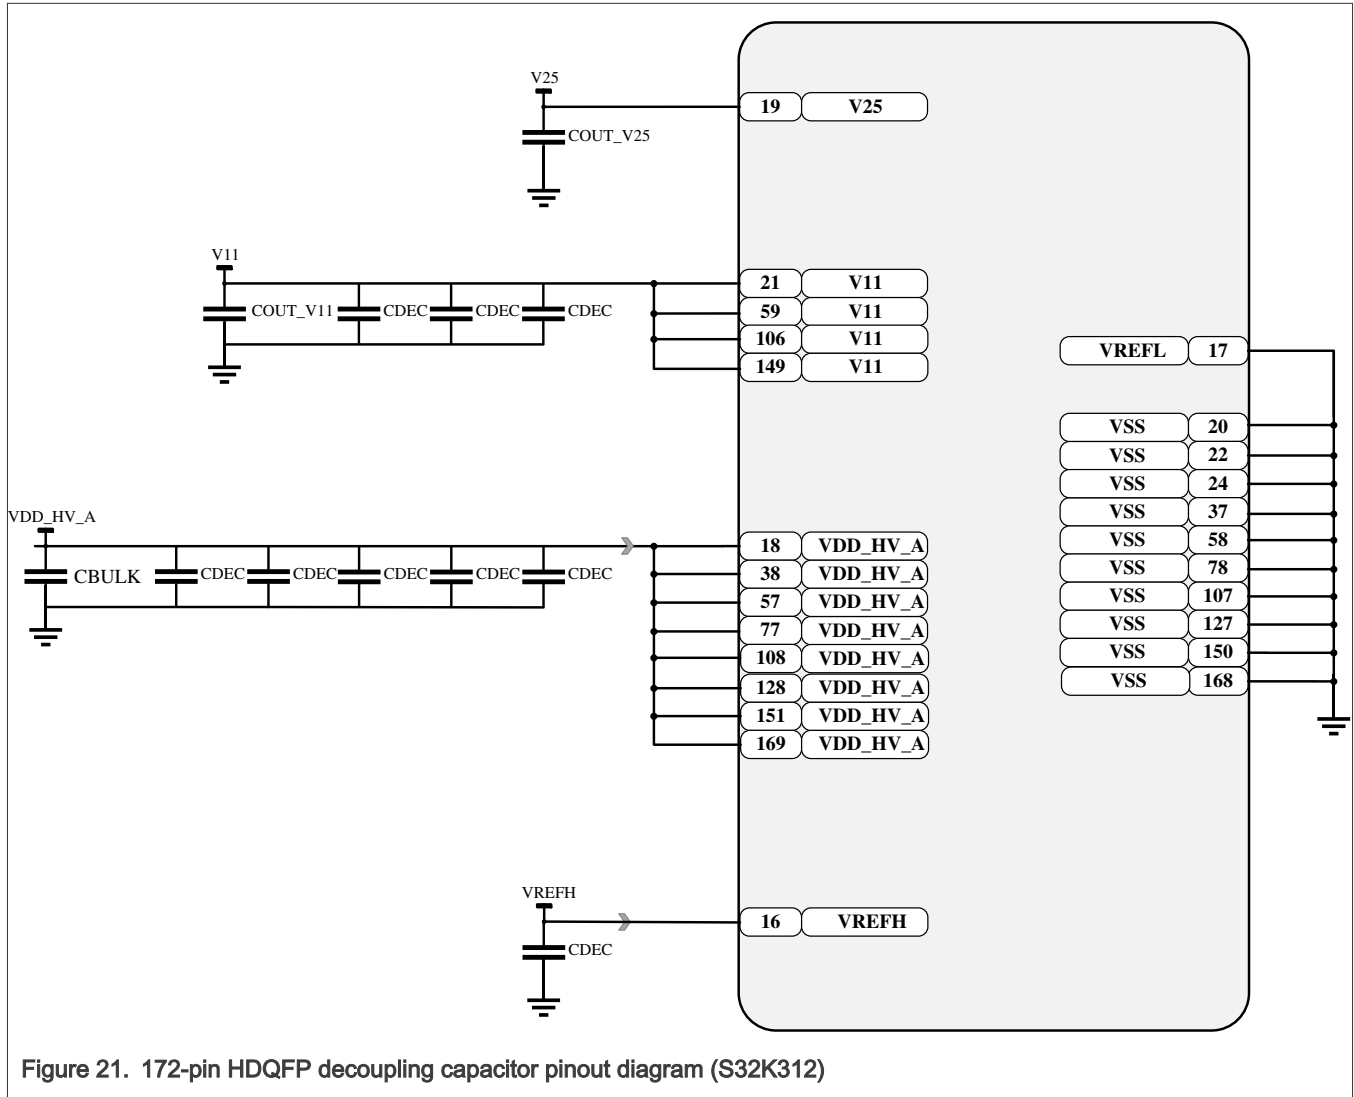 V25
19 V25
COUT_V25
V11
21 V11
COUT_V11 CDEC CDEC CDEC
59 V11
106 V11
149 V11
VREFL 17
VSS 20
VSS 22
VSS 24
VSS 37
VSS 58
VSS 78
VSS 107
VSS 127
VSS 150
VSS 168
VDD_HV_A
CBULK CDEC CDEC CDEC CDEC CDEC
18 VDD_HV_A
38 VDD_HV_A
57 VDD_HV_A
77 VDD_HV_A
108 VDD_HV_A
128 VDD_HV_A
151 VDD_HV_A
169 VDD_HV_A
VREFH
16 VREFH
CDEC
Figure 21. 172-pin HDQFP decoupling capacitor pinout diagram (S32K312)